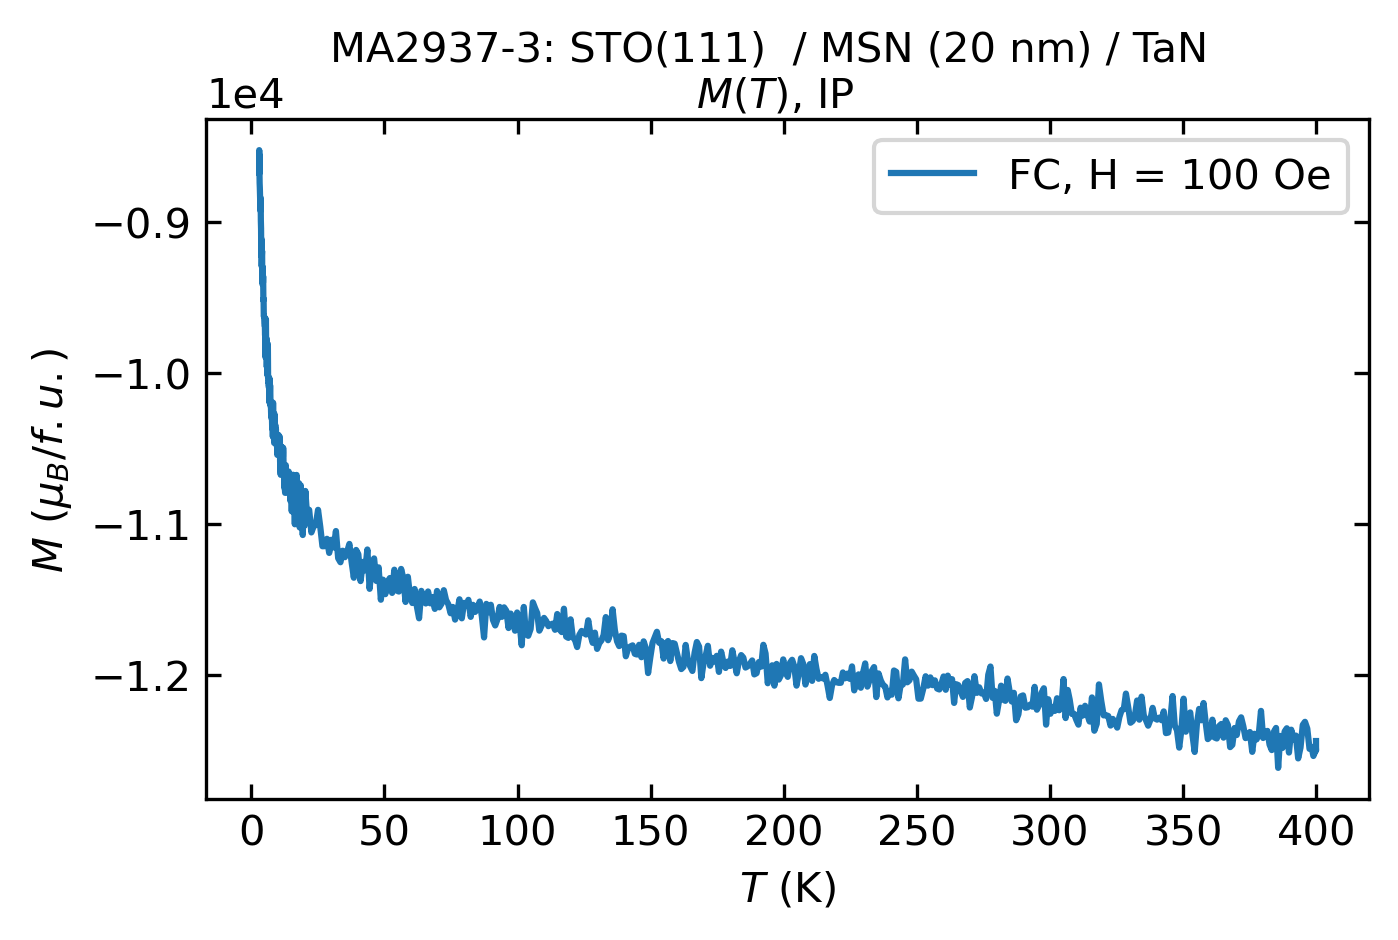 MA2937-3: STO(111)  / MSN (20 nm) / TaN
M(T), IP
1e4
FC, H = 100 Oe
−0.9
−1.0
−1.1
−1.2
M (μ_B/f. u. )
0 50 100 150 200 250 300 350 400
T (K)